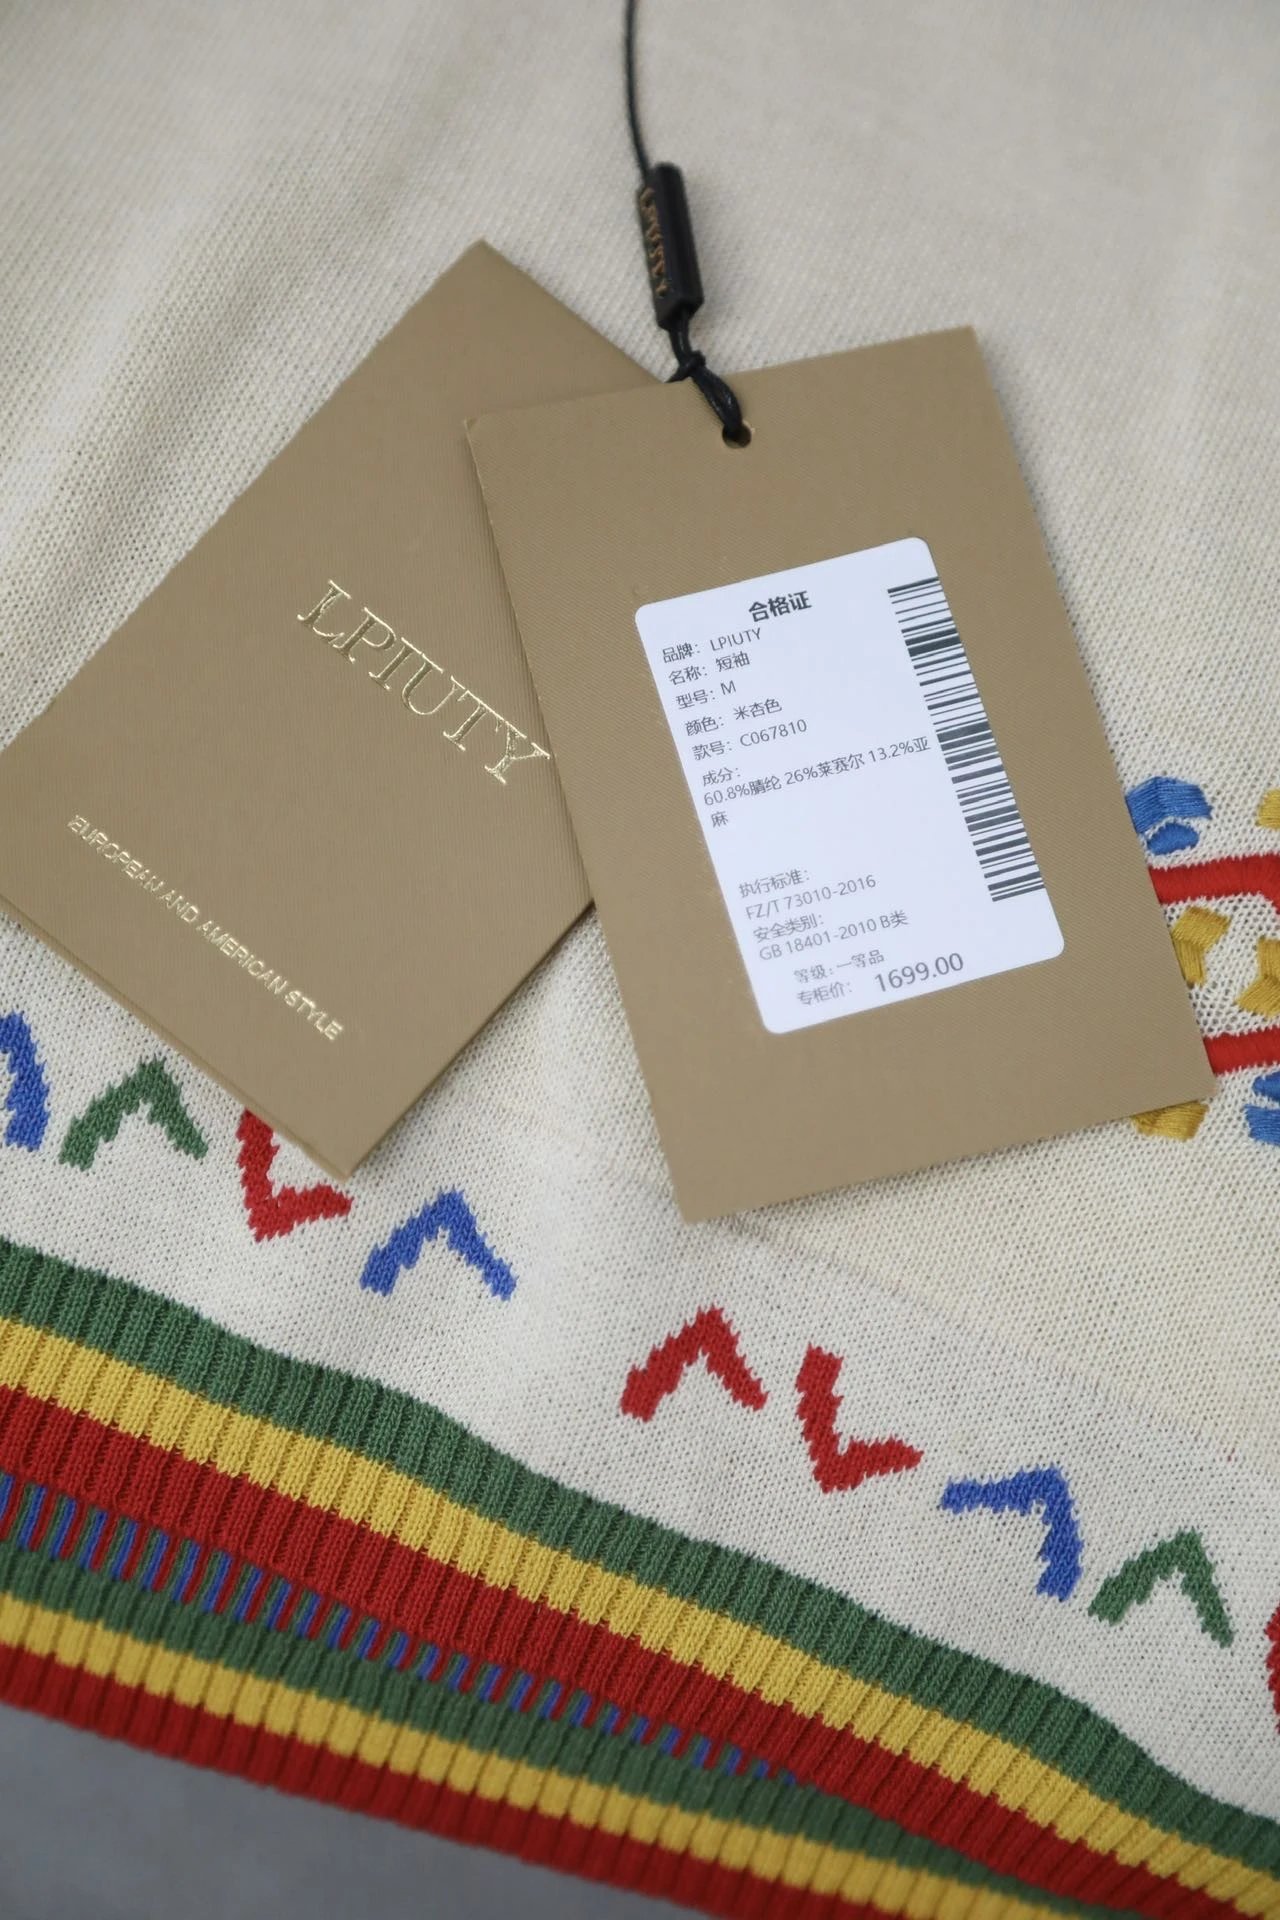 LPIUTY
LPIUTY
EUROPEAN AND AMERICAN STYLE
合格证
品牌: LPIUTY
名称: 短袖
型号: M
颜色: 米杏色
款号: C067810
成分:
60.8%腈纶 26%莱赛尔 13.2%亚
麻
执行标准:
FZ/T 73010-2016
安全类别:
GB 18401-2010 B类
等级: 一等品
专柜价: 1699.00